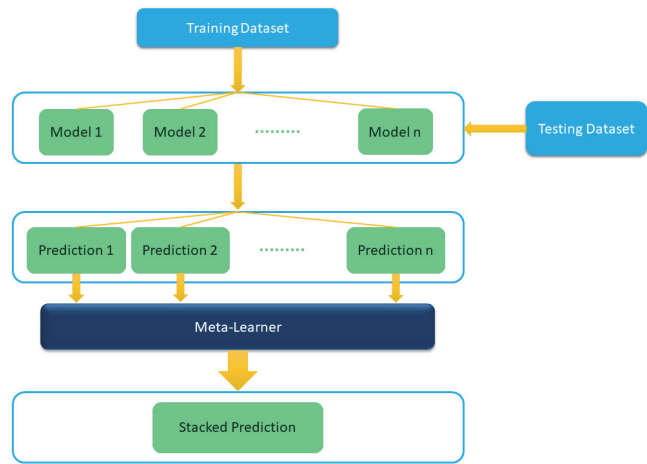 Training Dataset
Model 1
Model 2
.........
Model n
Testing Dataset
Prediction 1
Prediction 2
.........
Prediction n
Meta-Learner
Stacked Prediction